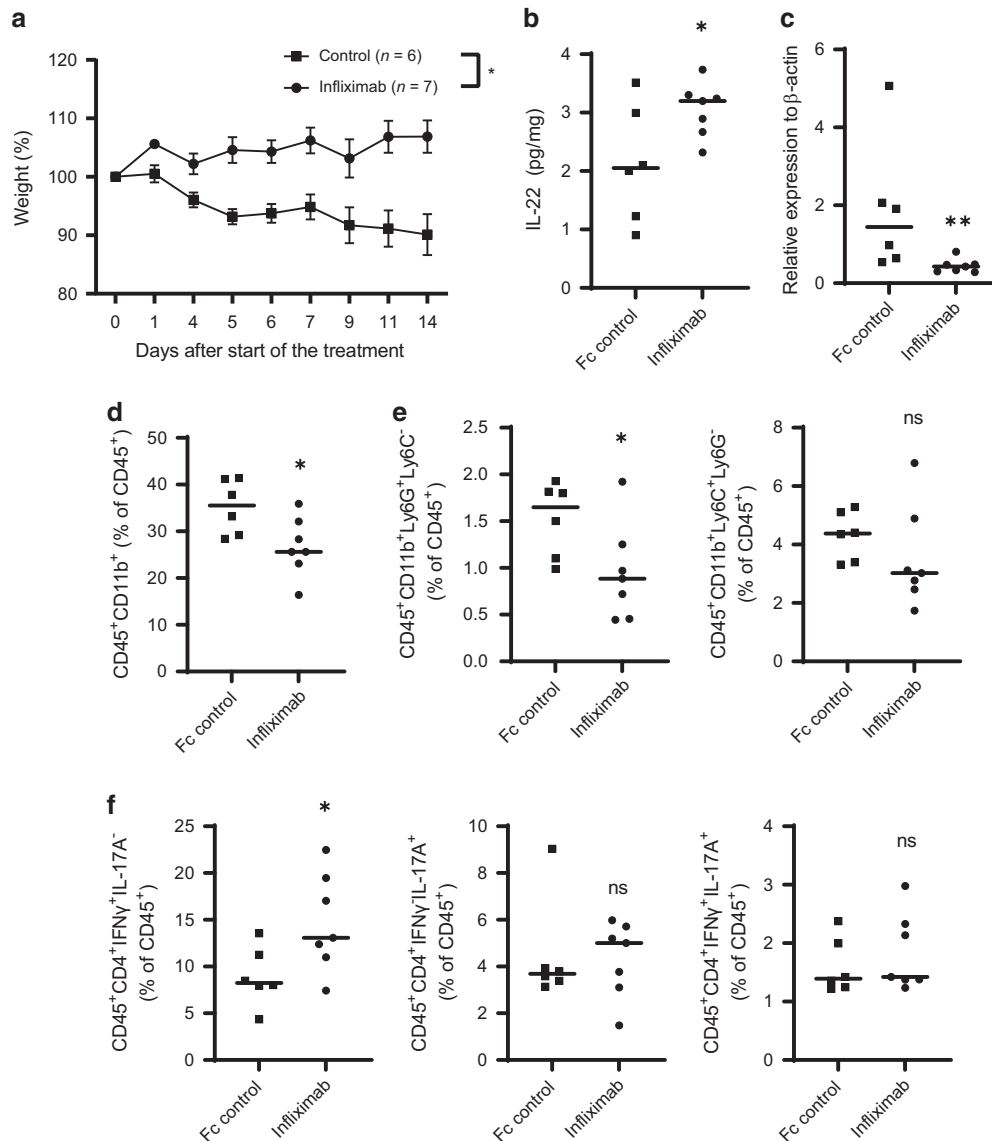 a
120
110
100
90
80
Weight (%)
Control (n = 6)
Infliximab (n = 7)
*
0 1 4 5 6 7 9 11 14
Days after start of the treatment
b
*
4
3
2
1
0
IL-22 (pg/mg)
Fc control
Infliximab
c
6
4
2
0
Relative expression toβ-actin
**
Fc control
Infliximab
d
50
40
30
20
10
0
CD45⁺CD11b⁺ (% of CD45⁺)
*
Fc control
Infliximab
e
2.5
2.0
1.5
1.0
0.5
0.0
CD45⁺CD11b⁺Ly6G⁺Ly6C⁻
(% of CD45⁺)
*
Fc control
Infliximab
8
6
4
2
0
CD45⁺CD11b⁺Ly6C⁺Ly6G⁻
(% of CD45⁺)
ns
Fc control
Infliximab
f
25
20
15
10
5
0
CD45⁺CD4⁺IFNγ⁺IL-17A⁻
(% of CD45⁺)
*
Fc control
Infliximab
10
8
6
4
2
0
CD45⁺CD4⁺IFNγ⁻IL-17A⁺
(% of CD45⁺)
ns
Fc control
Infliximab
4
3
2
1
0
CD45⁺CD4⁺IFNγ⁺IL-17A⁺
(% of CD45⁺)
ns
Fc control
Infliximab